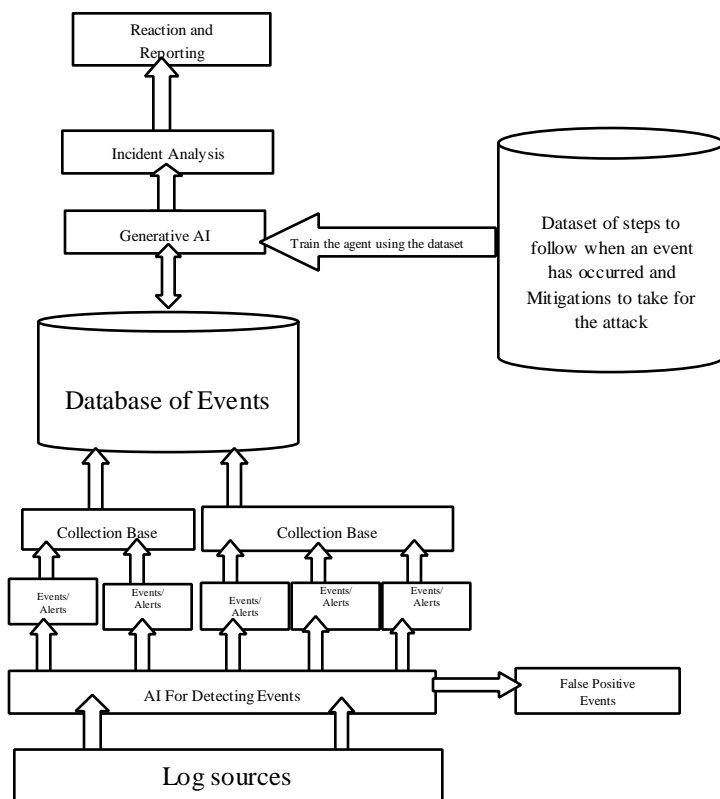 Reaction and
Reporting
Incident Analysis
Generative AI
Train the agent using the dataset
Dataset of steps to
follow when an event
has occurred and
Mitigations to take for
the attack
Database of Events
Collection Base
Collection Base
Events/
Alerts
Events/
Alerts
Events/
Alerts
Events/
Alerts
Events/
Alerts
AI For Detecting Events
False Positive
Events
Log sources